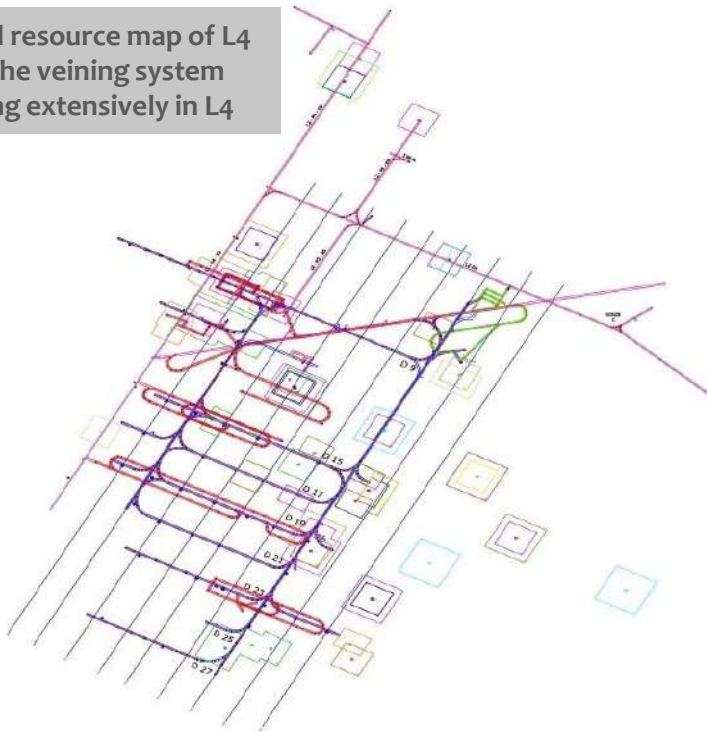 l resource map of L4
he veining system
ng extensively in L4
D 9
D 15
D 17
D 19
D 21
D 23
D 25
D 27